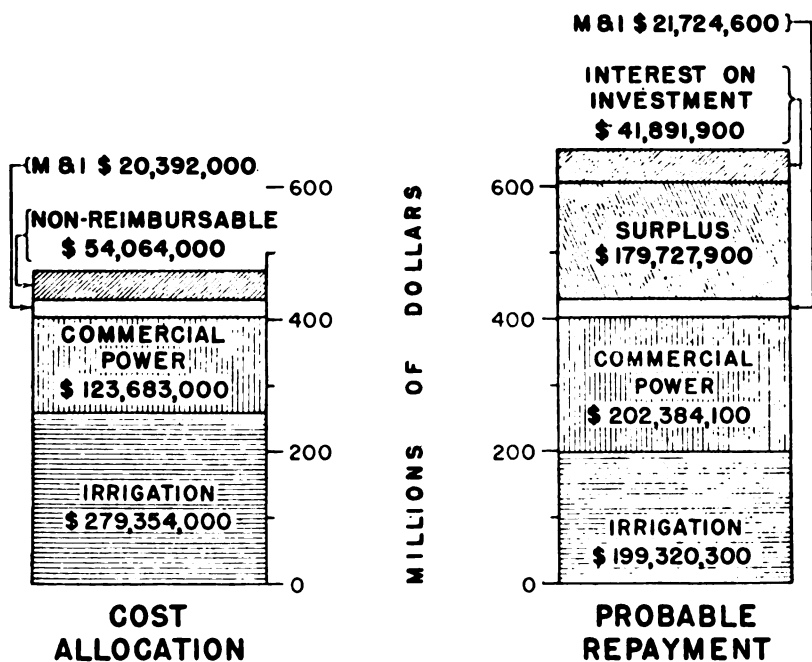 M & I $ 20,392,000
NON-REIMBURSABLE
$ 54,064,000
COMMERCIAL
POWER
$ 123,683,000
IRRIGATION
$ 279,354,000
600
400
200
0
COST
ALLOCATION
MILLIONS OF DOLLARS
M & I $ 21,724,600
INTEREST ON
INVESTMENT
$ 41,891,900
SURPLUS
$ 179,727,900
COMMERCIAL
POWER
$ 202,384,100
IRRIGATION
$ 199,320,300
600
400
200
0
PROBABLE
REPAYMENT